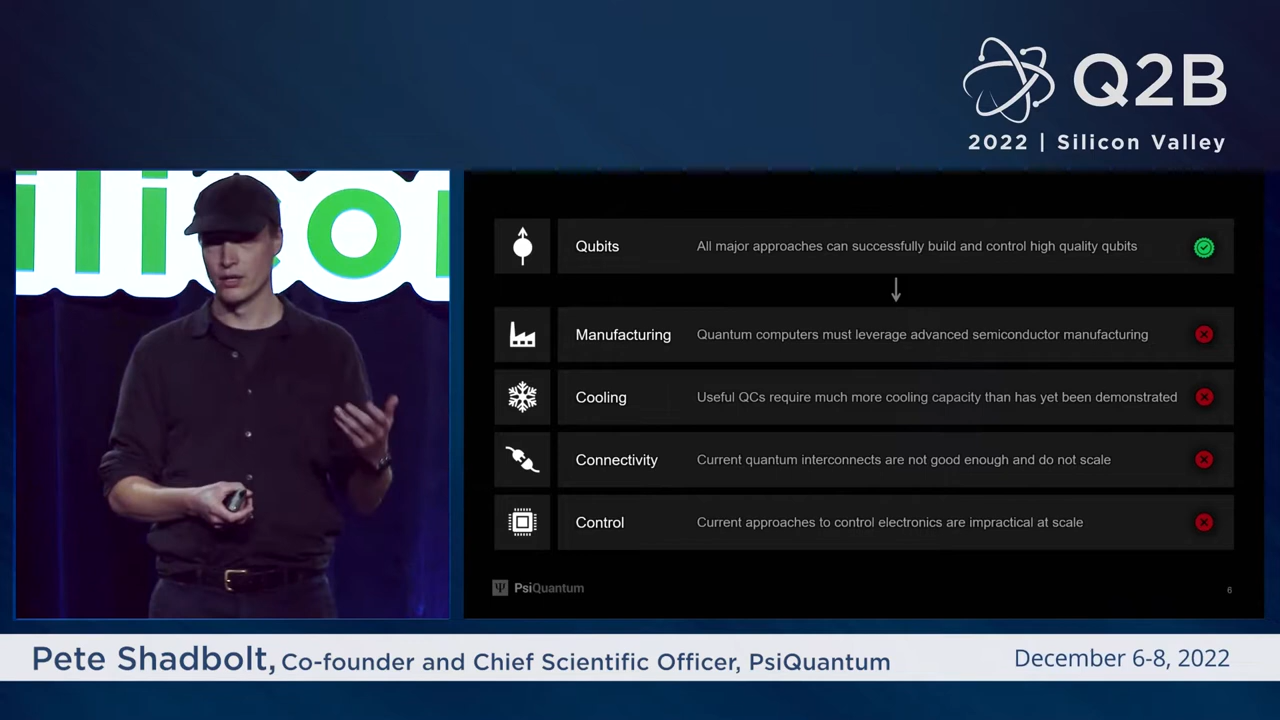 Q2B
2022 | Silicon Valley
ilico
Qubits All major approaches can successfully build and control high quality qubits
Manufacturing Quantum computers must leverage advanced semiconductor manufacturing
Cooling Useful QCs require much more cooling capacity than has yet been demonstrated
Connectivity Current quantum interconnects are not good enough and do not scale
Control Current approaches to control electronics are impractical at scale
Ψ PsiQuantum
6
Pete Shadbolt, Co-founder and Chief Scientific Officer, PsiQuantum
December 6-8, 2022